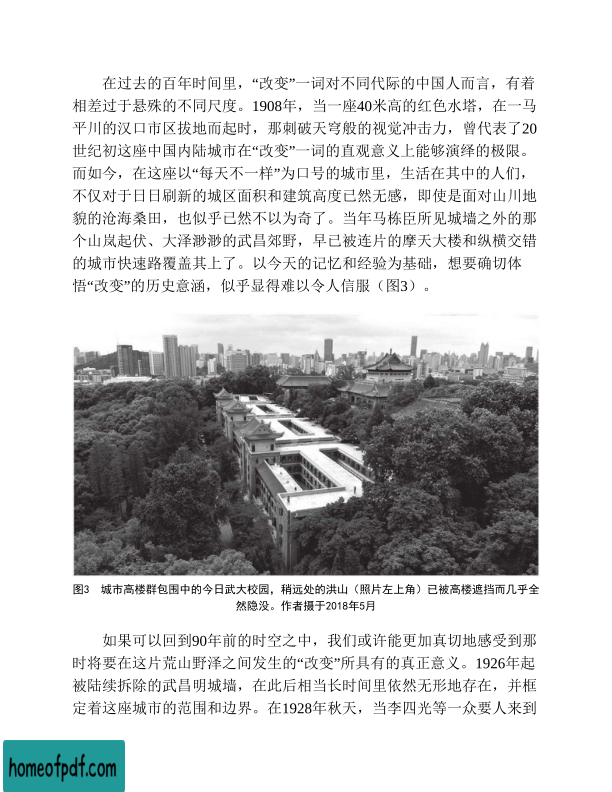 在过去的百年时间里，“改变”一词对不同代际的中国人而言，有着
相差过于悬殊的不同尺度。1908年，当一座40米高的红色水塔，在一马
平川的汉口市区拔地而起时，那刺破天穹般的视觉冲击力，曾代表了20
世纪初这座中国内陆城市在“改变”一词的直观意义上能够演绎的极限。
而如今，在这座以“每天不一样”为口号的城市里，生活在其中的人们，
不仅对于日日刷新的城区面积和建筑高度已然无感，即使是面对山川地
貌的沧海桑田，也似乎已然不以为奇了。当年马栋臣所见城墙之外的那
个山岚起伏、大泽渺渺的武昌郊野，早已被连片的摩天大楼和纵横交错
的城市快速路覆盖其上了。以今天的记忆和经验为基础，想要确切体
悟“改变”的历史意涵，似乎显得难以令人信服（图3）。
图3 城市高楼群包围中的今日武大校园，稍远处的洪山（照片左上角）已被高楼遮挡而几乎全
然隐没。作者摄于2018年5月
如果可以回到90年前的时空之中，我们或许能更加真切地感受到那
时将要在这片荒山野泽之间发生的“改变”所具有的真正意义。1926年起
被陆续拆除的武昌明城墙，在此后相当长时间里依然无形地存在，并框
定着这座城市的范围和边界。在1928年秋天，当李四光等一众要人来到
homeofpdf.com